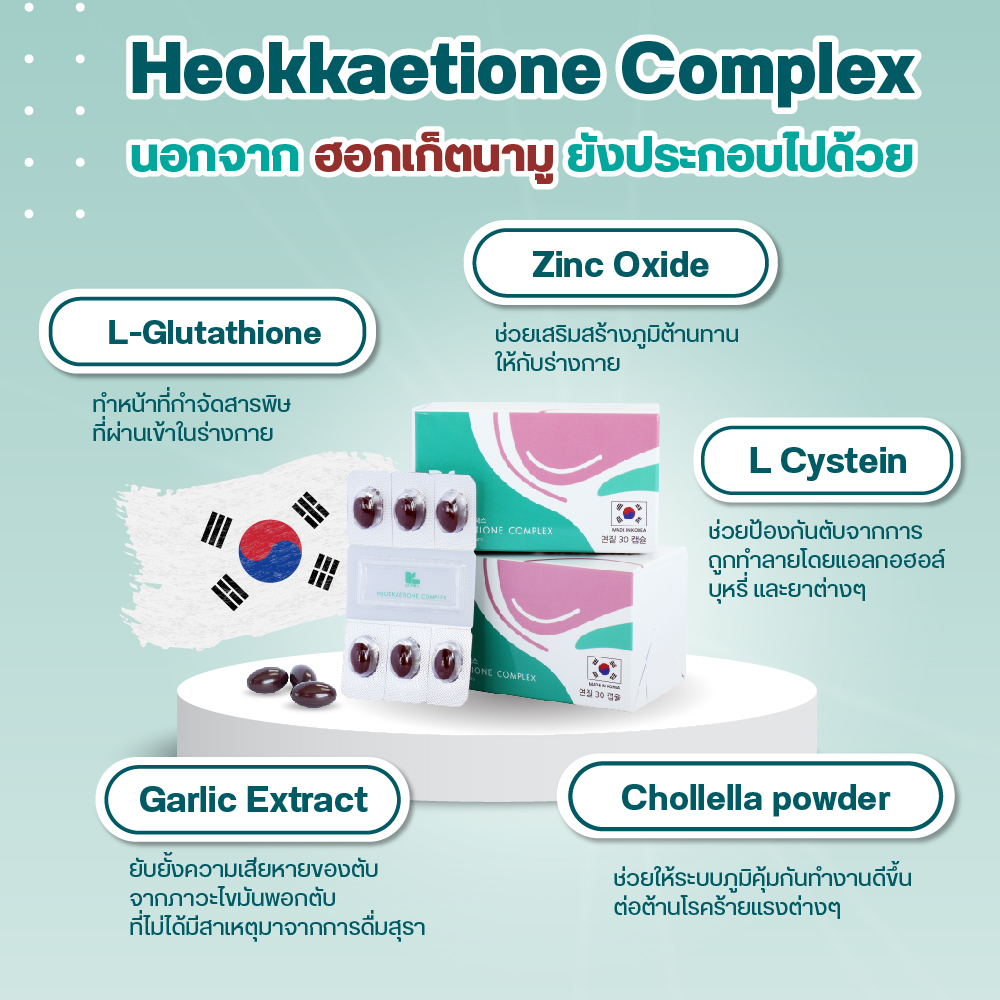 Heokkaetione Complex
นอกจาก ฮอกเก็ตนามู ยังประกอบไปด้วย
Zinc Oxide
ช่วยเสริมสร้างภูมิต้านทาน
ให้กับร่างกาย
L-Glutathione
ทำหน้าที่กำจัดสารพิษ
ที่ผ่านเข้าในร่างกาย
L Cystein
ช่วยป้องกันตับจากการ
ถูกทำลายโดยแอลกอฮอล์
บุหรี่ และยาต่างๆ
TIONE COMPLEX
MADE IN KOREA
연질 30 캡슐
HEUKKAETIONE COMPLEX
TIONE COMPLEX
MADE IN KOREA
연질 30 캡슐
Garlic Extract
ยับยั้งความเสียหายของตับ
จากภาวะไขมันพอกตับ
ที่ไม่ได้มีสาเหตุมาจากการดื่มสุรา
Chollella powder
ช่วยให้ระบบภูมิคุ้มกันทำงานดีขึ้น
ต่อต้านโรคร้ายแรงต่างๆ